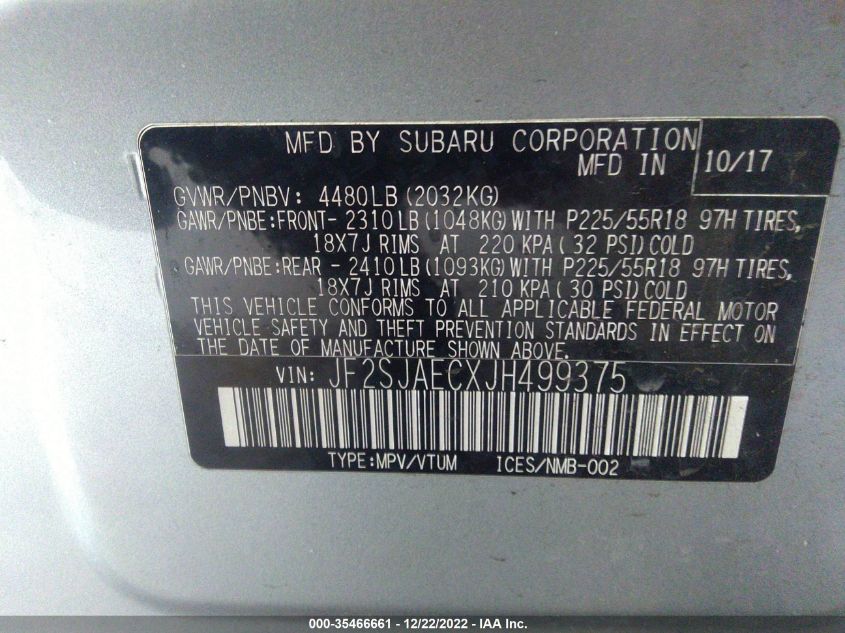 MFD BY SUBARU CORPORATION
MFD IN 10/17
GVWR/PNBV: 4480LB (2032KG)
GAWR/PNBE:FRONT- 2310LB (1048KG) WITH P225/55R18 97H TIRES,
18X7J RIMS AT 220 KPA ( 32 PSI) COLD
GAWR/PNBE:REAR - 2410LB (1093KG) WITH P225/55R18 97H TIRES,
18X7J RIMS AT 210 KPA ( 30 PSI) COLD
THIS VEHICLE CONFORMS TO ALL APPLICABLE FEDERAL MOTOR
VEHICLE SAFETY AND THEFT PREVENTION STANDARDS IN EFFECT ON
THE DATE OF MANUFACTURE SHOWN ABOVE.
VIN: JF2SJAECXJH499375
TYPE:MPV/VTUM ICES/NMB-002
000-35466661 - 12/22/2022 - IAA Inc.